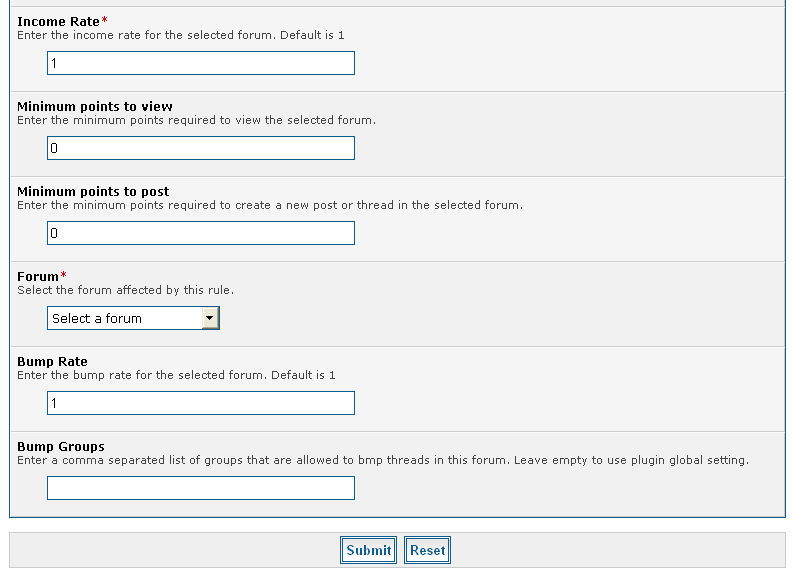 Income Rate*
Enter the income rate for the selected forum. Default is 1
1
Minimum points to view
Enter the minimum points required to view the selected forum.
0
Minimum points to post
Enter the minimum points required to create a new post or thread in the selected forum.
0
Forum*
Select the forum affected by this rule.
Select a forum
Bump Rate
Enter the bump rate for the selected forum. Default is 1
1
Bump Groups
Enter a comma separated list of groups that are allowed to bmp threads in this forum. Leave empty to use plugin global setting.
Submit Reset